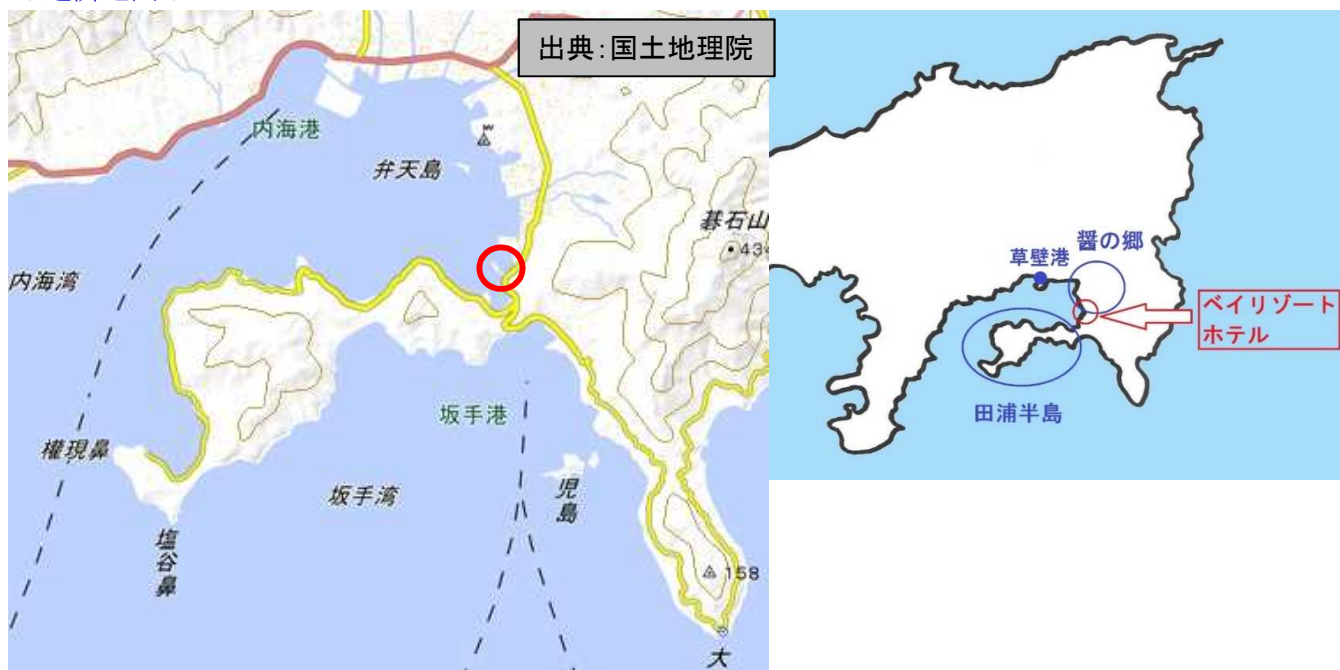 出典:国土地理院
内海港
弁天島
碁石山
内海湾
坂手港
權現鼻
坂手湾
児島
塩谷鼻
158
大
草壁港
醤の郷
ベイリゾート
ホテル
田浦半島